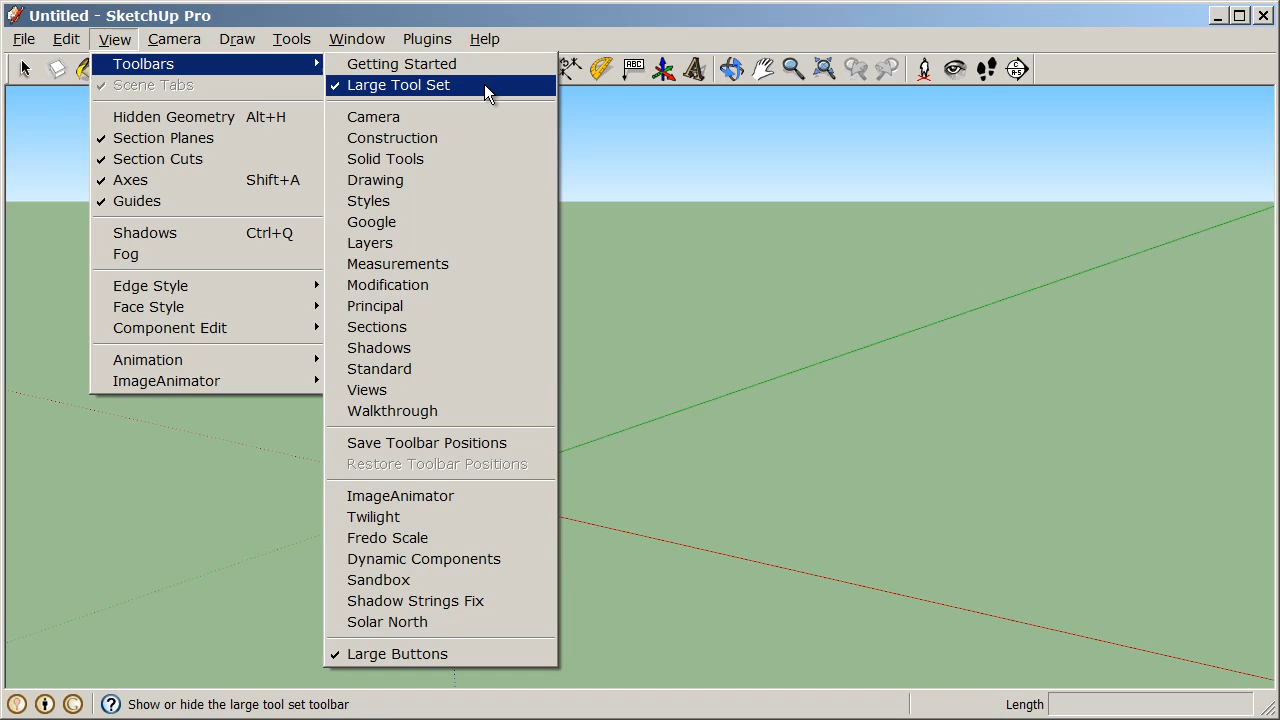 Untitled - SketchUp Pro
File Edit View Camera Draw Tools Window Plugins Help
Toolbars
Scene Tabs
Hidden Geometry Alt+H
Section Planes
Section Cuts
Axes Shift+A
Guides
Shadows Ctrl+Q
Fog
Edge Style
Face Style
Component Edit
Animation
ImageAnimator
Getting Started
Large Tool Set
Camera
Construction
Solid Tools
Drawing
Styles
Google
Layers
Measurements
Modification
Principal
Sections
Shadows
Standard
Views
Walkthrough
Save Toolbar Positions
Restore Toolbar Positions
ImageAnimator
Twilight
Fredo Scale
Dynamic Components
Sandbox
Shadow Strings Fix
Solar North
Large Buttons
ABC
Show or hide the large tool set toolbar
Length